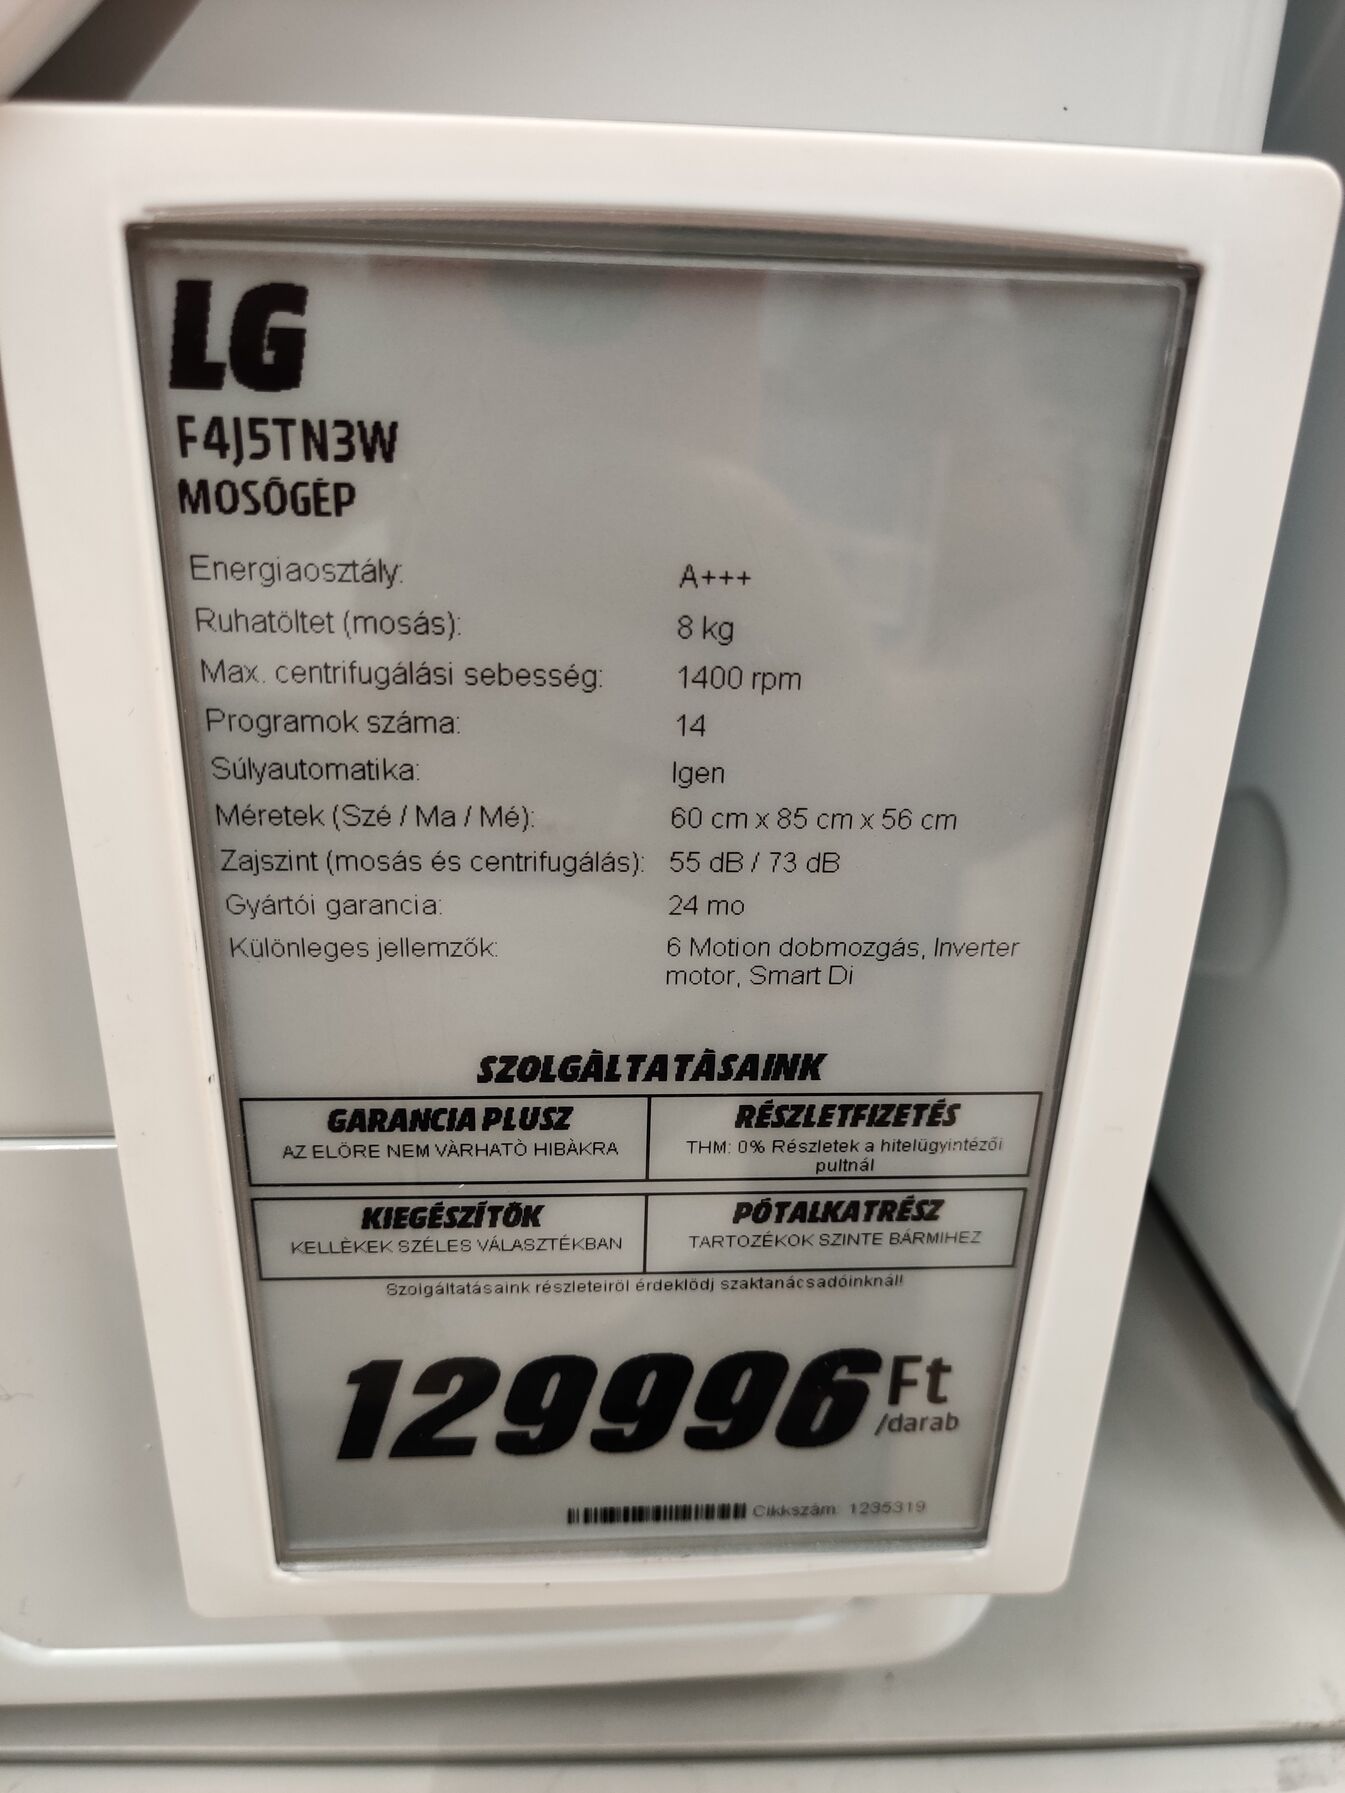 LG
F4J5TN3W
MOSÓGÉP
Energiaosztály: A+++
Ruhatöltet (mosás): 8 kg
Max. centrifugálási sebesség: 1400 rpm
Programok száma: 14
Súlyautomatika: Igen
Méretek (Szé / Ma / Mé): 60 cm x 85 cm x 56 cm
Zajszint (mosás és centrifugálás): 55 dB / 73 dB
Gyártói garancia: 24 mo
Különleges jellemzők: 6 Motion dobmozgás, Inverter
motor, Smart Di
SZOLGÁLTATÁSAINK
GARANCIA PLUSZ
AZ ELŐRE NEM VÁRHATÓ HIBÁKRA
RÉSZLETFIZETÉS
THM: 0% Részletek a hitelügyintézői
pultnál
KIEGÉSZÍTŐK
KELLÉKEK SZÉLES VÁLASZTÉKBAN
PÓTALKATRÉSZ
TARTOZÉKOK SZINTE BÁRMIHEZ
Szolgáltatásaink részleteiről érdeklődj szaktanácsadóinknál!
129996 Ft
/darab
Cikkszám: 1235319